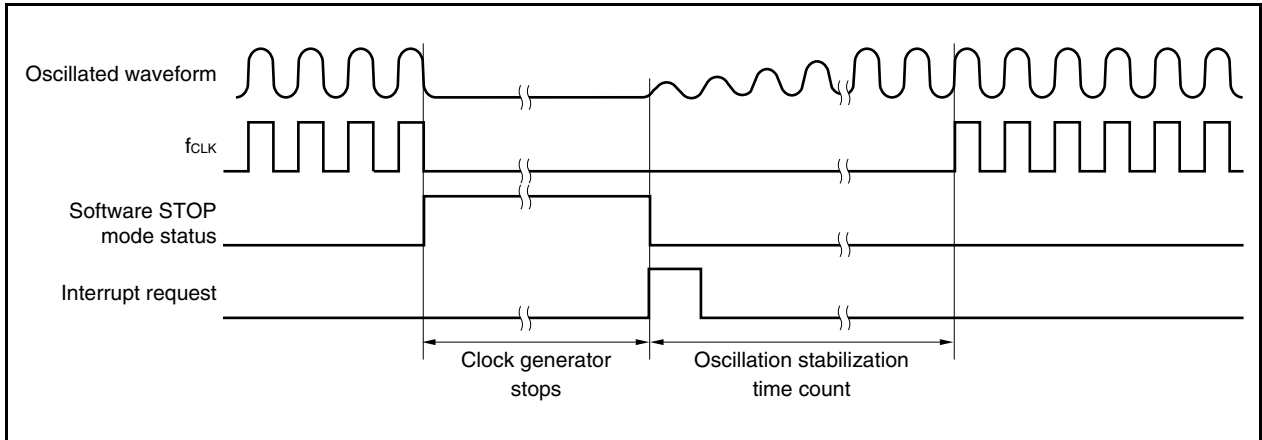 Oscillated waveform
fCLK
Software STOP
mode status
Interrupt request
Clock generator
stops
Oscillation stabilization
time count